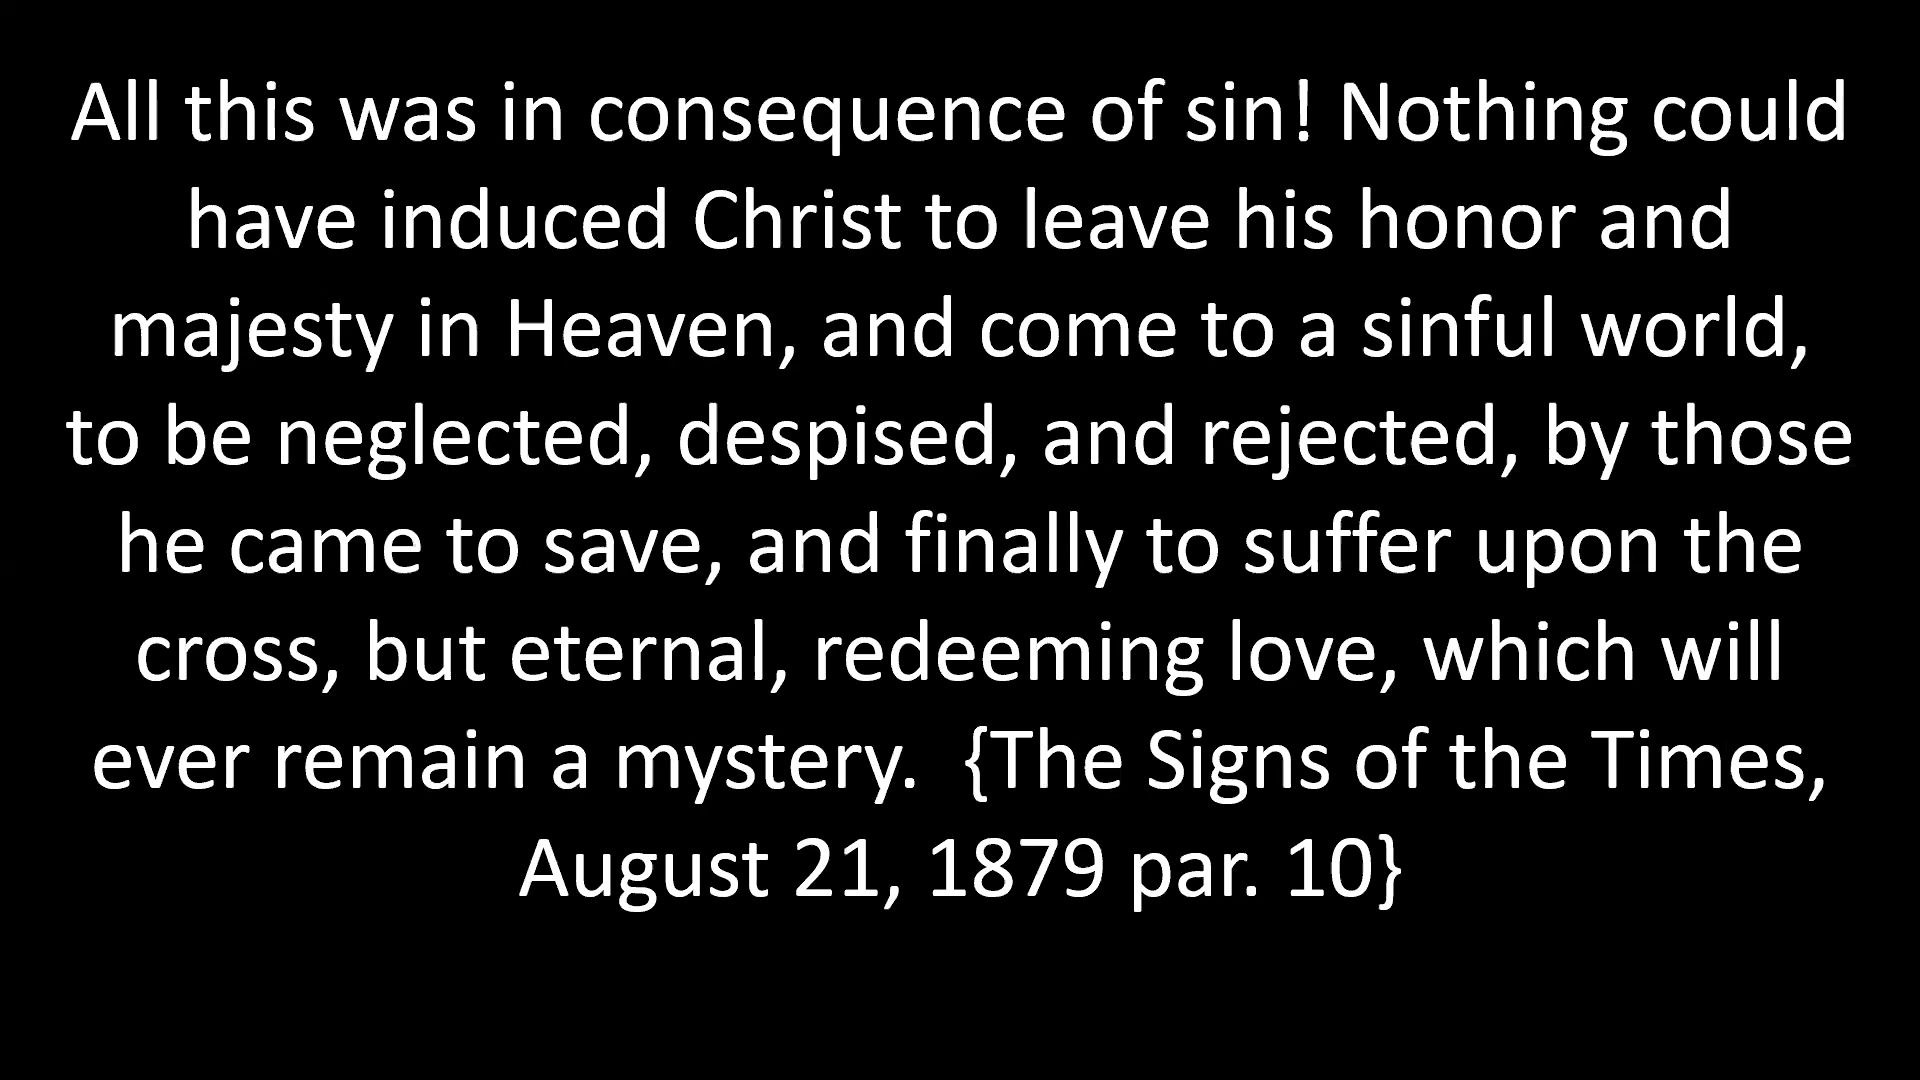 All this was in consequence of sin! Nothing could
have induced Christ to leave his honor and
majesty in Heaven, and come to a sinful world,
to be neglected, despised, and rejected, by those
he came to save, and finally to suffer upon the
cross, but eternal, redeeming love, which will
ever remain a mystery.  {The Signs of the Times,
August 21, 1879 par. 10}